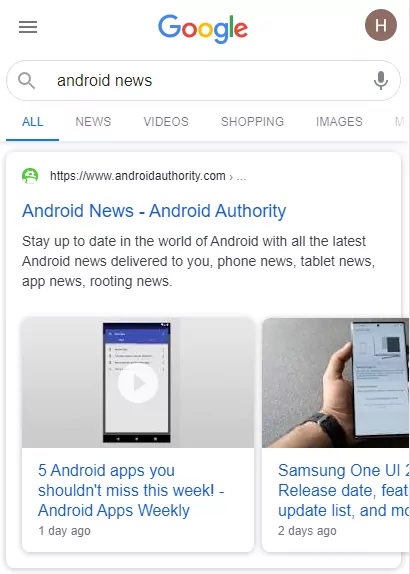 Google
H
android news
ALL NEWS VIDEOS SHOPPING IMAGES M
https://www.androidauthority.com › ...
Android News - Android Authority
Stay up to date in the world of Android with all the latest
Android news delivered to you, phone news, tablet news,
app news, rooting news.
5 Android apps you
shouldn't miss this week! -
Android Apps Weekly
1 day ago
Samsung One UI 2
Release date, feat
update list, and mo
2 days ago